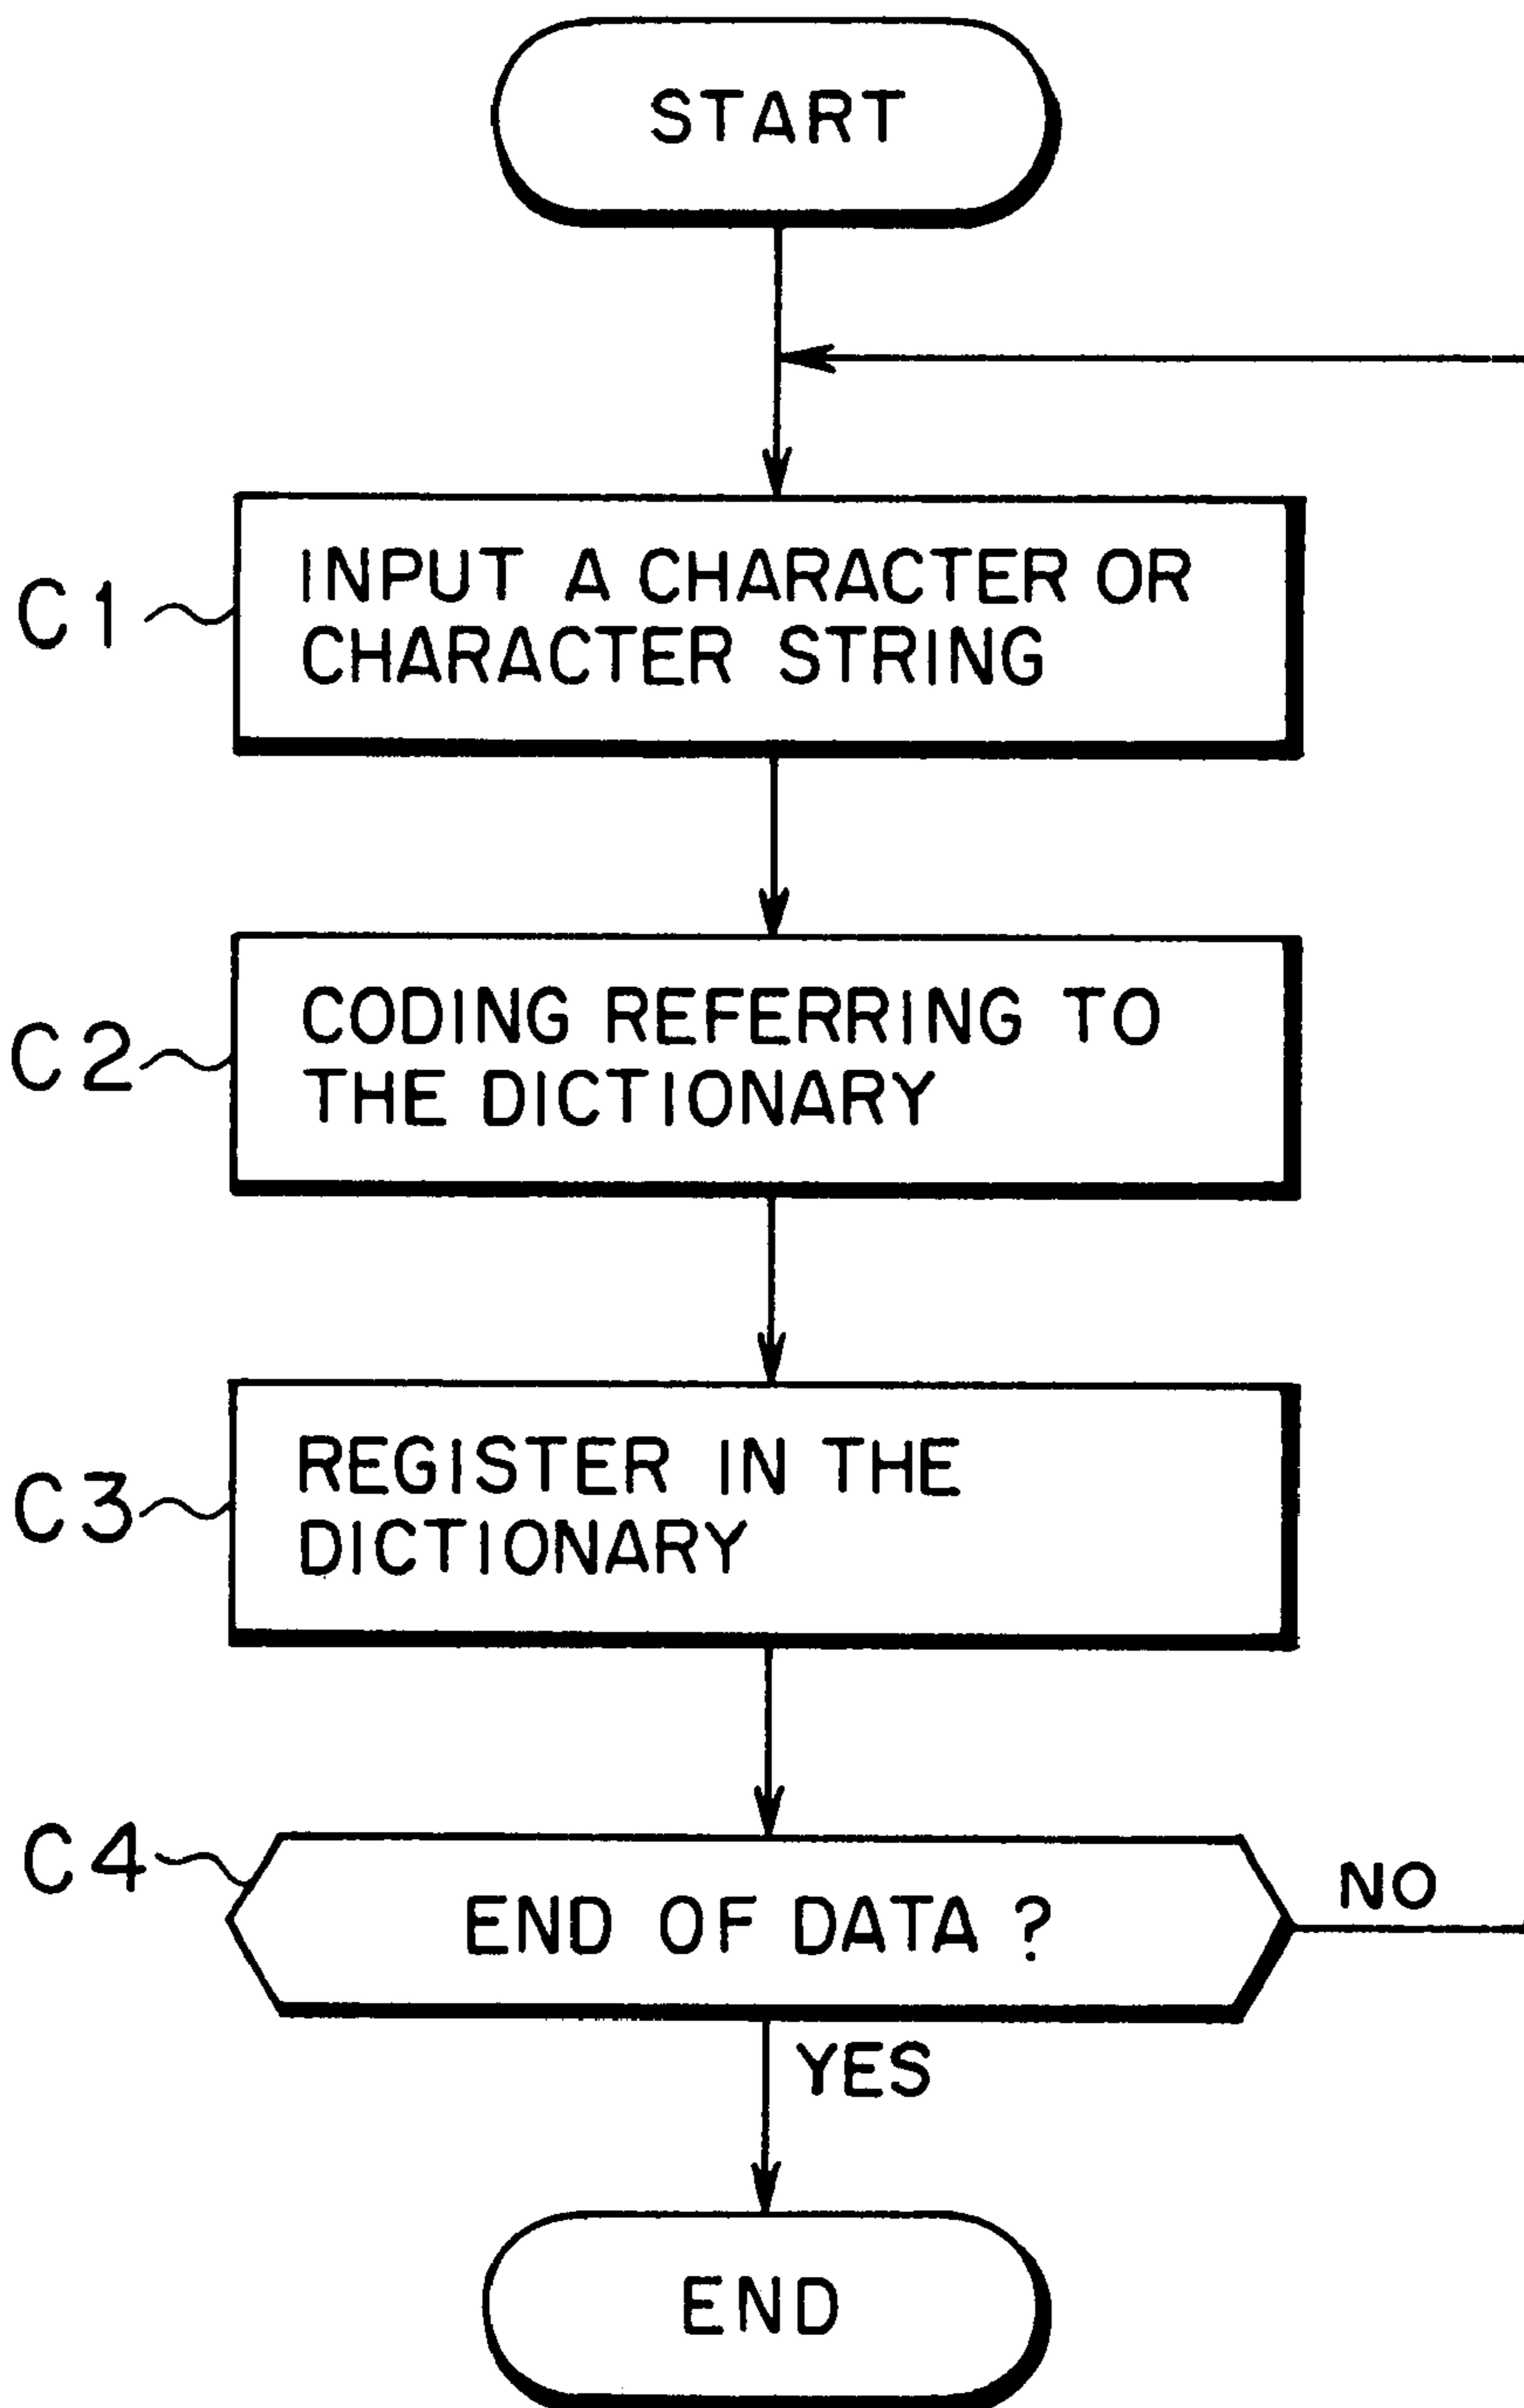 START
C1
INPUT A CHARACTER OR
CHARACTER STRING
C2
CODING REFERRING TO
THE DICTIONARY
C3
REGISTER IN THE
DICTIONARY
C4
END OF DATA ?
NO
YES
END